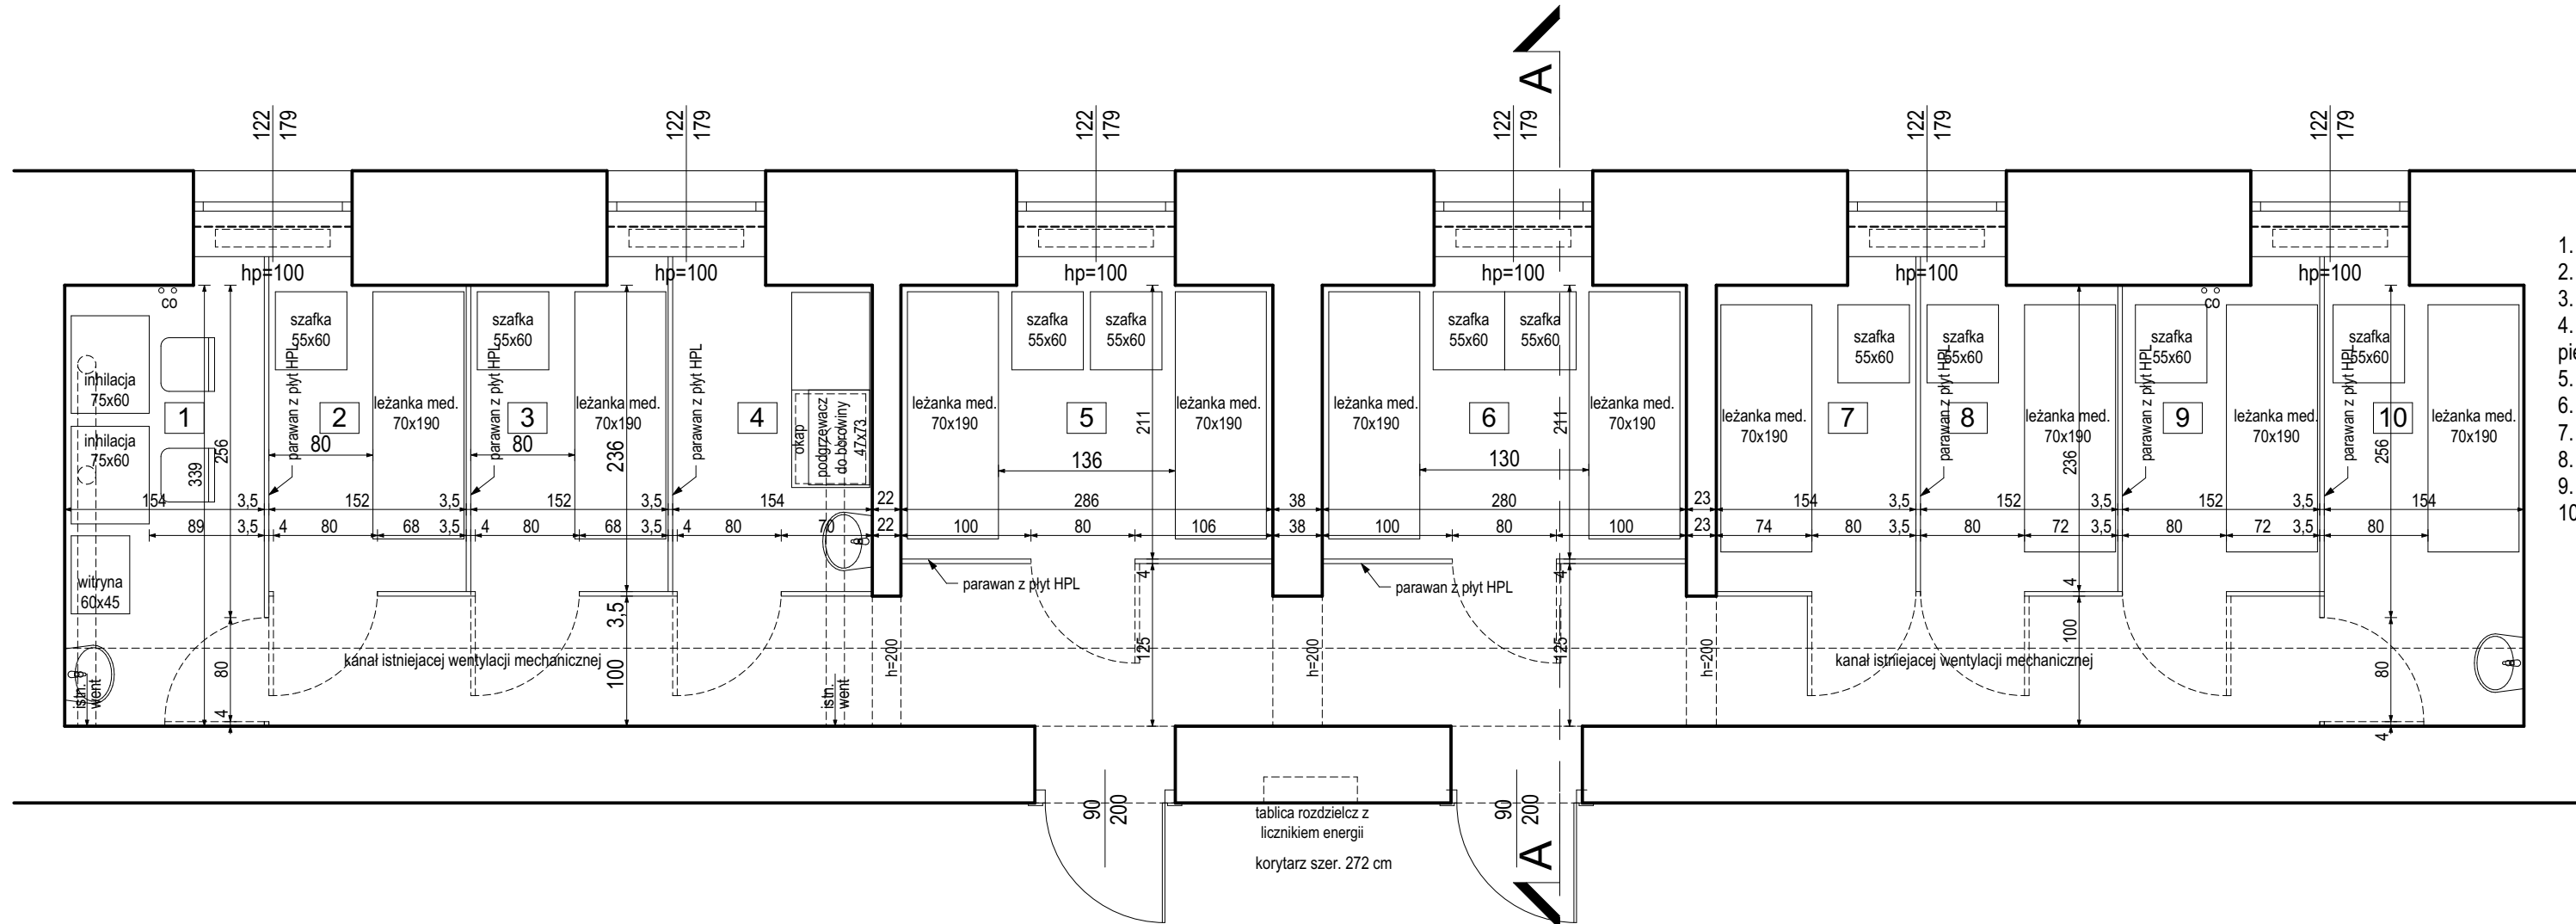 A
122
179
122
179
122
179
122
179
122
179
122
179
hp=100
hp=100
hp=100
hp=100
hp=100
hp=100
co
co
szafka
55x60
szafka
55x60
szafka
55x60
szafka
55x60
szafka
55x60
szafka
55x60
szafka
55x60
szafka
55x60
szafka
55x60
szafka
55x60
inhilacja
75x60
inhilacja
75x60
witryna
60x45
1
2
3
4
5
6
7
8
9
10
leżanka med.
70x190
leżanka med.
70x190
leżanka med.
70x190
leżanka med.
70x190
leżanka med.
70x190
leżanka med.
70x190
leżanka med.
70x190
leżanka med.
70x190
leżanka med.
70x190
leżanka med.
70x190
parawan z płyt HPL
parawan z płyt HPL
parawan z płyt HPL
parawan z płyt HPL
parawan z płyt HPL
parawan z płyt HPL
okap
podgrzewacz
do borowiny
47x73
339
256
80
80
236
211
136
211
130
236
256
154
3,5
152
3,5
152
3,5
154
22
286
38
280
23
154
3,5
152
3,5
152
3,5
154
89
3,5
4
80
68
3,5
4
80
68
3,5
4
80
70
22
100
80
106
38
100
80
100
23
74
80
3,5
80
72
3,5
80
72
3,5
80
parawan z płyt HPL
parawan z płyt HPL
4
4
4
3,5
100
125
125
100
80
4
80
4
h=200
h=200
h=200
kanał istniejacej wentylacji mechanicznej
kanał istniejacej wentylacji mechanicznej
istn.
went
istn.
went
90
200
90
200
tablica rozdzielcz z
licznikiem energii
korytarz szer. 272 cm
A
1.
2.
3.
4.
5.
6.
7.
8.
9.